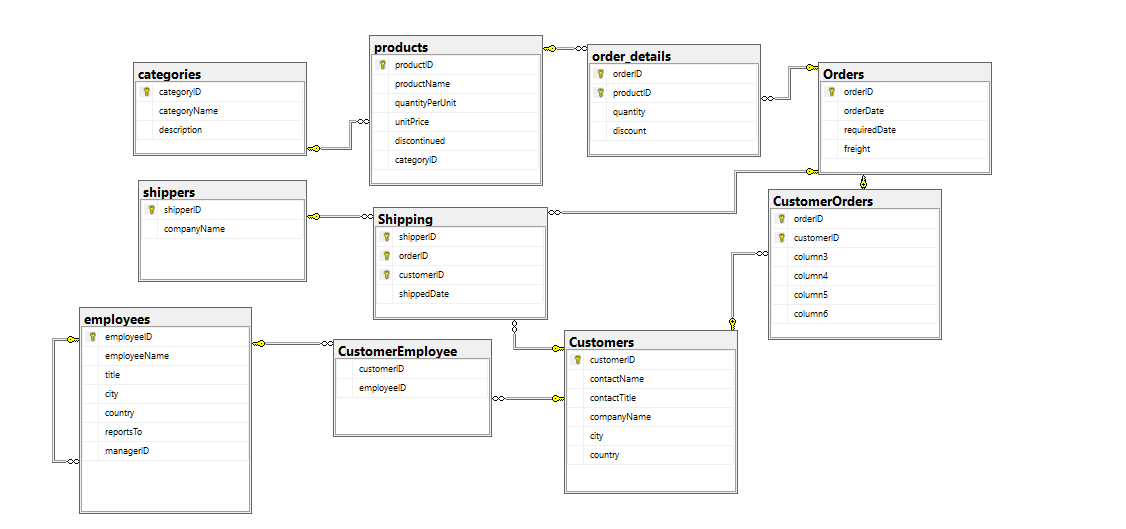 products
productID
productName
quantityPerUnit
unitPrice
discontinued
categoryID
order_details
orderID
productID
quantity
discount
categories
categoryID
categoryName
description
Orders
orderID
orderDate
requiredDate
freight
shippers
shipperID
companyName
Shipping
shipperID
orderID
customerID
shippedDate
CustomerOrders
orderID
customerID
column3
column4
column5
column6
employees
employeeID
employeeName
title
city
country
reportsTo
managerID
CustomerEmployee
customerID
employeeID
Customers
customerID
contactName
contactTitle
companyName
city
country